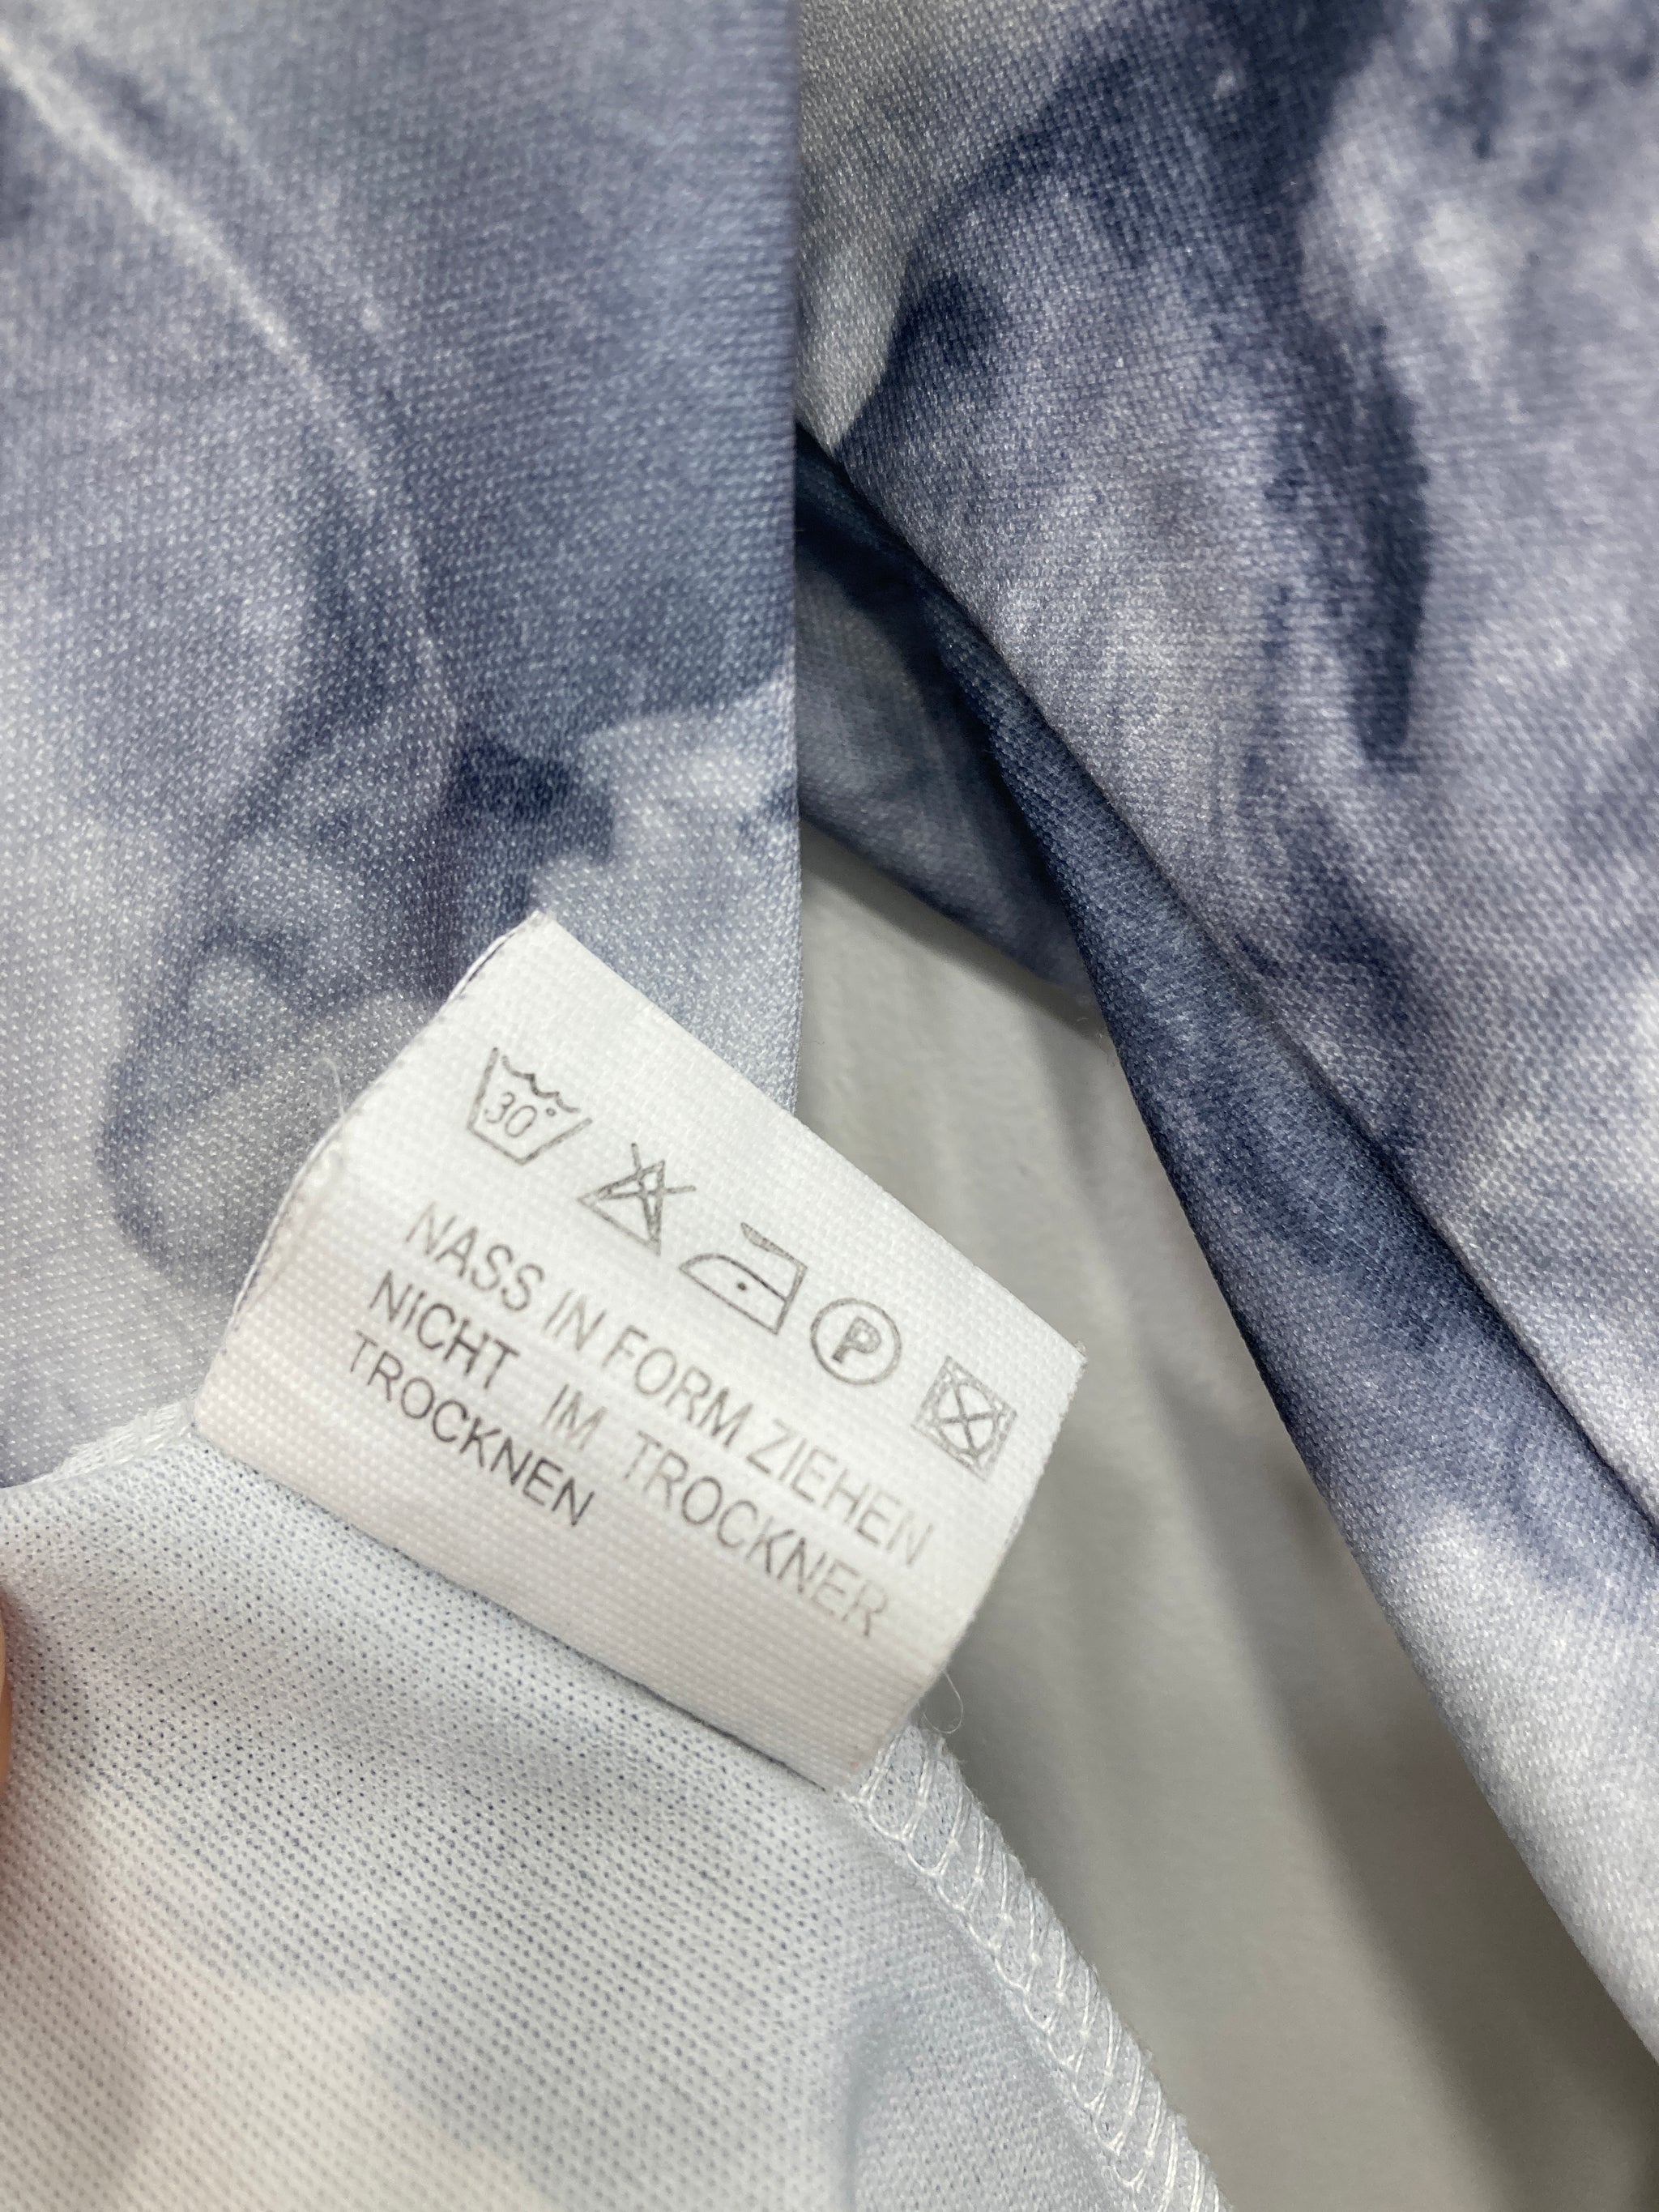 30°
P
NASS IN FORM ZIEHEN
NICHT IM TROCKNER
TROCKNEN